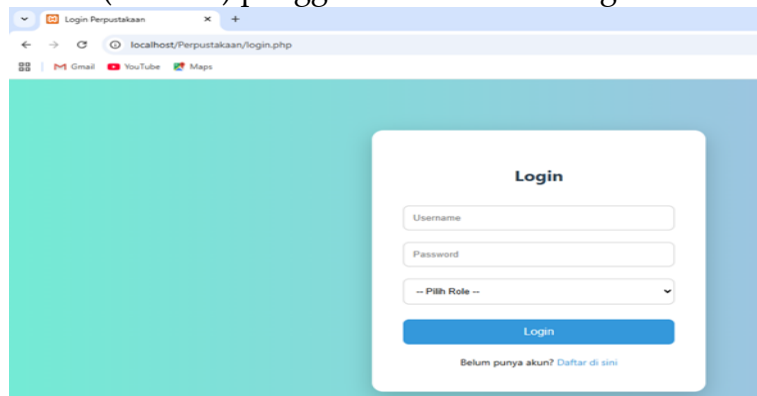 Login Perpustakaan
localhost/Perpustakaan/login.php
Gmail YouTube Maps
Login
Username
Password
-- Pilih Role --
Login
Belum punya akun? Daftar di sini